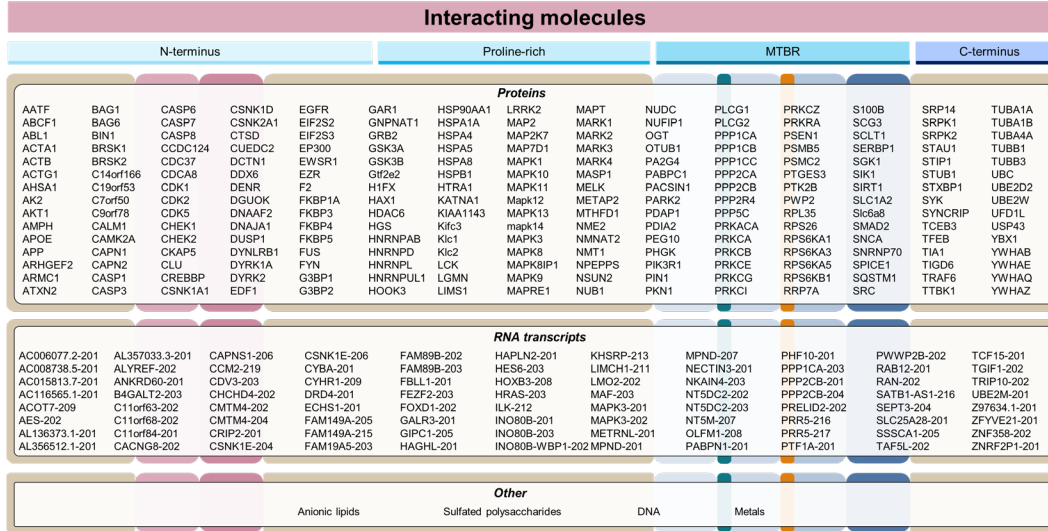 Interacting molecules
N-terminus Proline-rich MTBR C-terminus
Proteins
AATF BAG1 CASP6 CSNK1D EGFR GAR1 HSP90AA1 LRRK2 MAPT NUDC PLCG1 PRKCZ S100B SRP14 TUBA1A
ABCF1 BAG6 CASP7 CSNK2A1 EIF2S2 GNPNAT1 HSPA1A MAP2 MARK1 NUFIP1 PLCG2 PRKRA SCG3 SRPK1 TUBA1B
ABL1 BIN1 CASP8 CTSD EIF2S3 GRB2 HSPA4 MAP2K7 MARK2 OGT PPP1CA PSEN1 SCLT1 SRPK2 TUBA4A
ACTA1 BRSK1 CCDC124 CUEDC2 EP300 GSK3A HSPA5 MAP7D1 MARK3 OTUB1 PPP1CB PSMB5 SERBP1 STAU1 TUBB1
ACTB BRSK2 CDC37 DCTN1 EWSR1 GSK3B HSPA8 MAPK1 MARK4 PA2G4 PPP1CC PSMC2 SGK1 STIP1 TUBB3
ACTG1 C14orf166 CDCA8 DDX6 EZR Gtf2e2 HSPB1 MAPK10 MASP1 PABPC1 PPP2CA PTGES3 SIK1 STUB1 UBC
AHSA1 C19orf53 CDK1 DENR F2 H1FX HTRA1 MAPK11 MELK PACSIN1 PPP2CB PTK2B SIRT1 STXBP1 UBE2D2
AK2 C7orf50 CDK2 DGUOK FKBP1A HAX1 KATNA1 Mapk12 METAP2 PARK2 PPP2R4 PWP2 SLC1A2 SYK UBE2W
AKT1 C9orf78 CDK5 DNAAF2 FKBP3 HDAC6 KIAA1143 MAPK13 MTHFD1 PDAP1 PPP5C RPL35 Slc6a8 SYNCRIP UFD1L
AMPH CALM1 CHEK1 DNAJA1 FKBP4 HGS Kifc3 mapk14 NME2 PDIA2 PRKACA RPS26 SMAD2 TCEB3 USP43
APOE CAMK2A CHEK2 DUSP1 FKBP5 HNRNPAB Klc1 MAPK3 NMNAT2 PEG10 PRKCA RPS6KA1 SNCA TFEB YBX1
APP CAPN1 CKAP5 DYNLRB1 FUS HNRNPD Klc2 MAPK8 NMT1 PHGK PRKCB RPS6KA3 SNRNP70 TIA1 YWHAB
ARHGEF2 CAPN2 CLU DYRK1A FYN HNRNPL LCK MAPK8IP1 NPEPPS PIK3R1 PRKCE RPS6KA5 SPICE1 TIGD6 YWHAE
ARMC1 CASP1 CREBBP DYRK2 G3BP1 HNRNPUL1 LGMN MAPK9 NSUN2 PIN1 PRKCG RPS6KB1 SQSTM1 TRAF6 YWHAQ
ATXN2 CASP3 CSNK1A1 EDF1 G3BP2 HOOK3 LIMS1 MAPRE1 NUB1 PKN1 PRKCI RRP7A SRC TTBK1 YWHAZ
RNA transcripts
AC006077.2-201 AL357033.3-201 CAPNS1-206 CSNK1E-206 FAM89B-202 HAPLN2-201 KHSRP-213 MPND-207 PHF10-201 PWWP2B-202 TCF15-201
AC008738.5-201 ALYREF-202 CCM2-219 CYBA-201 FAM89B-203 HES6-203 LIMCH1-211 NECTIN3-201 PPP1CA-203 RAB12-201 TGIF1-202
AC015813.7-201 ANKRD60-201 CDV3-203 CYHR1-209 FBLL1-201 HOXB3-208 LMO2-202 NKAIN4-203 PPP2CB-201 RAN-202 TRIP10-202
AC116565.1-201 B4GALT2-203 CHCHD4-202 DRD4-201 FEZF2-203 HRAS-203 MAF-203 NT5DC2-202 PPP2CB-204 SATB1-AS1-216 UBE2M-201
ACOT7-209 C11orf63-202 CMTM4-202 ECHS1-201 FOXD1-202 ILK-212 MAPK3-201 NT5DC2-203 PRELID2-202 SEPT3-204 Z97634.1-201
AES-202 C11orf68-202 CMTM4-204 FAM149A-205 GALR3-201 INO80B-201 MAPK3-202 NT5M-207 PRR5-216 SLC25A28-201 ZFYVE21-201
AL136373.1-201 C11orf84-201 CRIP2-201 FAM149A-215 GIPC1-205 INO80B-203 METRNL-201 OLFM1-208 PRR5-217 SSSCA1-205 ZNF358-202
AL356512.1-201 CACNG8-202 CSNK1E-204 FAM19A5-203 HAGHL-201 INO80B-WBP1-202 MPND-201 PABPN1-201 PTF1A-201 TAF5L-202 ZNRF2P1-201
Other
Anionic lipids Sulfated polysaccharides DNA Metals